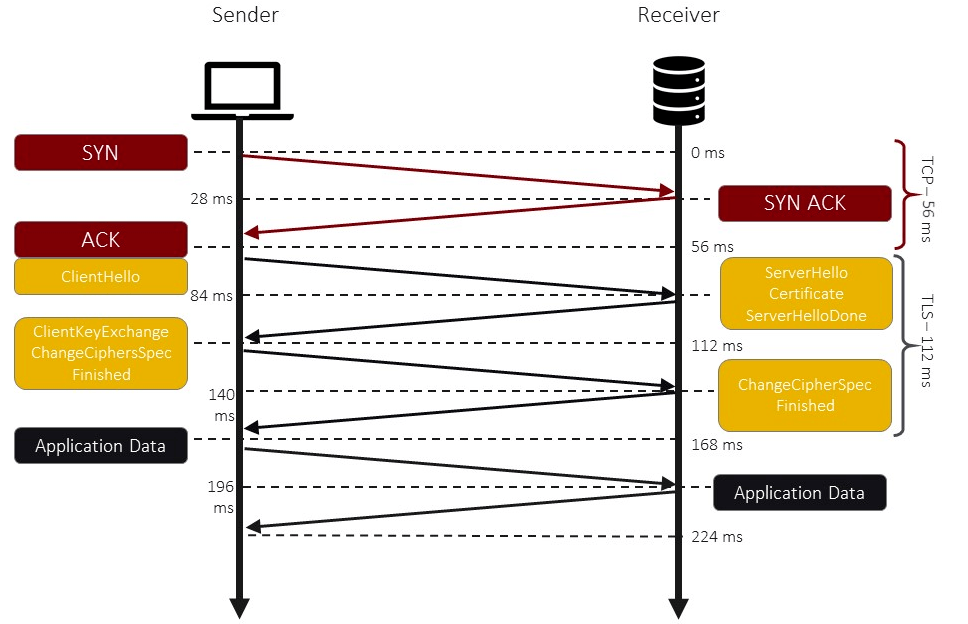 Sender
Receiver
SYN
0 ms
28 ms
SYN ACK
TCP – 56 ms
ACK
56 ms
ClientHello
84 ms
ServerHello
Certificate
ServerHelloDone
TLS – 112 ms
ClientKeyExchange
ChangeCiphersSpec
Finished
112 ms
140
ms
ChangeCipherSpec
Finished
Application Data
168 ms
196
ms
Application Data
224 ms